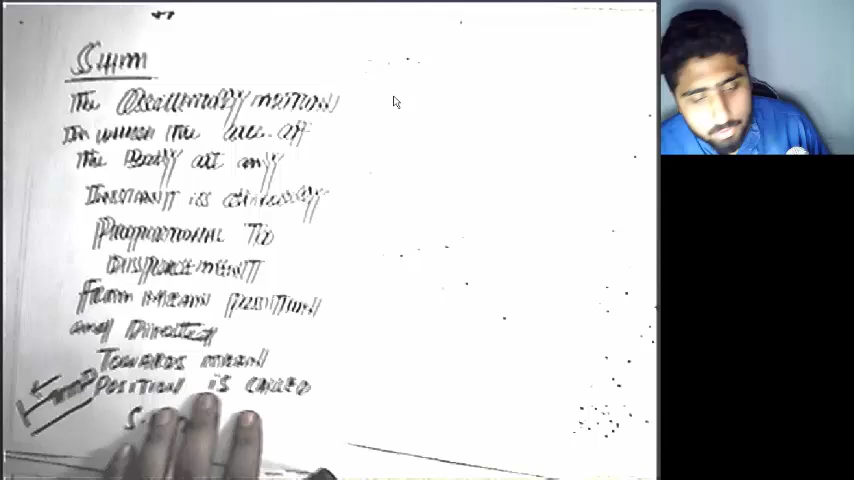 SHM
The Oscillatory motion
In which the acc. of
The Body at any
Instant is directly
Proportional To
Displacement
From mean position
and Directed
Towards mean
Position is called
S.